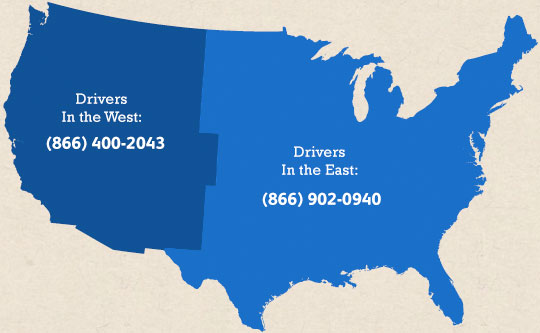 Drivers
In the West:
(866) 400-2043
Drivers
In the East:
(866) 902-0940